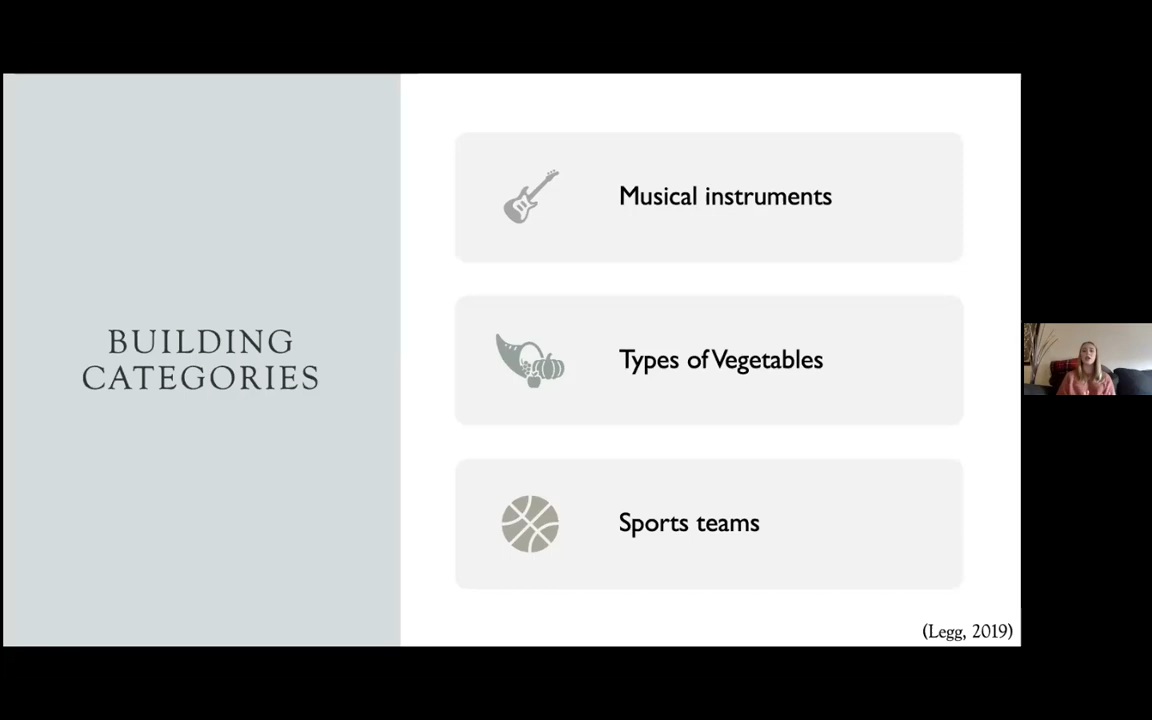 BUILDING
CATEGORIES
Musical instruments
Types of Vegetables
Sports teams
(Legg, 2019)